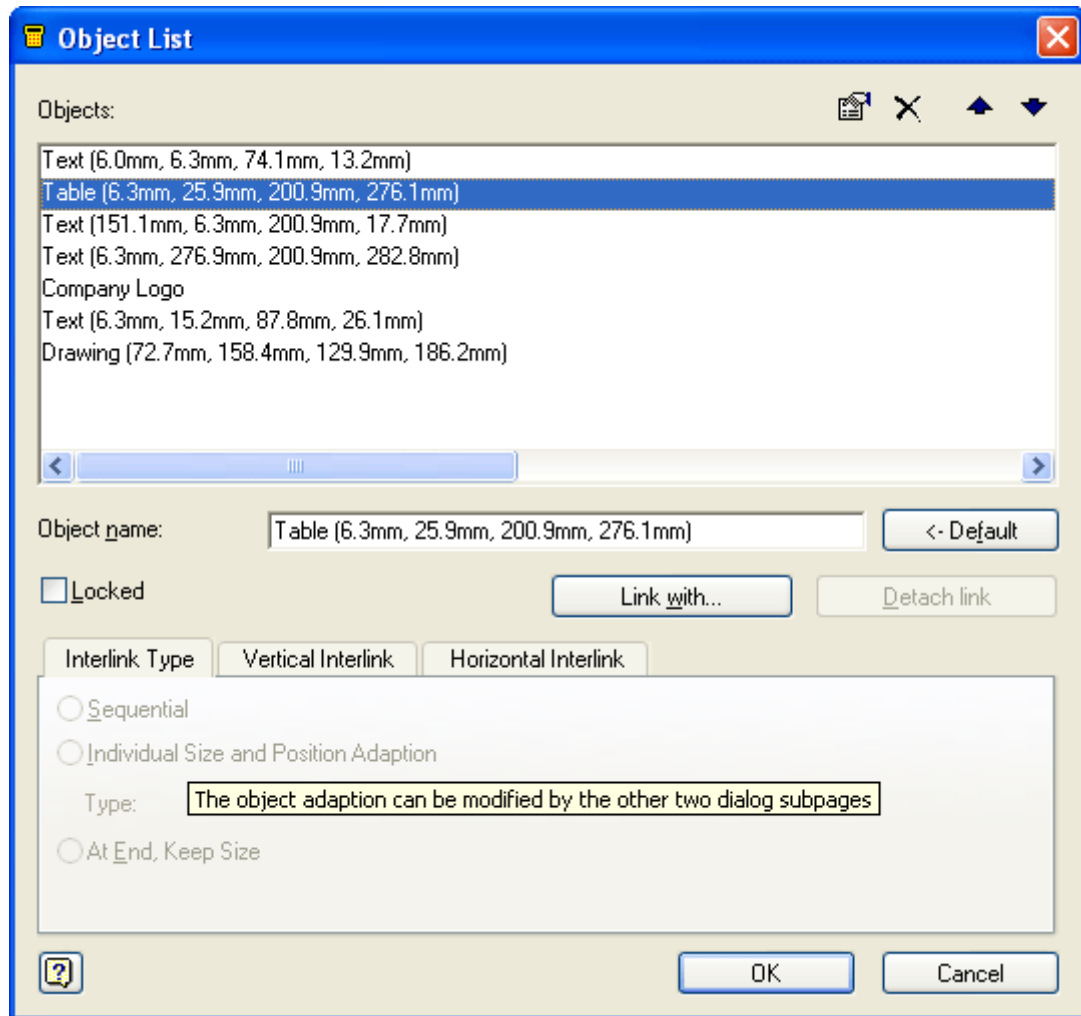 Object List
Objects:
Text (6.0mm, 6.3mm, 74.1mm, 13.2mm)
Table (6.3mm, 25.9mm, 200.9mm, 276.1mm)
Text (151.1mm, 6.3mm, 200.9mm, 17.7mm)
Text (6.3mm, 276.9mm, 200.9mm, 282.8mm)
Company Logo
Text (6.3mm, 15.2mm, 87.8mm, 26.1mm)
Drawing (72.7mm, 158.4mm, 129.9mm, 186.2mm)
Object name: Table (6.3mm, 25.9mm, 200.9mm, 276.1mm) <- Default
Locked Link with... Detach link
Interlink Type Vertical Interlink Horizontal Interlink
Sequential
Individual Size and Position Adaption
Type: The object adaption can be modified by the other two dialog subpages
At End, Keep Size
OK Cancel